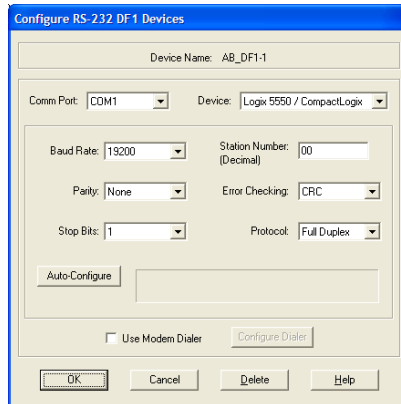 Configure RS-232 DF1 Devices
Device Name: AB_DF1-1
Comm Port: COM1 Device: Logix 5550 / CompactLogix
Baud Rate: 19200 Station Number: 00
(Decimal)
Parity: None Error Checking: CRC
Stop Bits: 1 Protocol: Full Duplex
Auto-Configure
Use Modem Dialer Configure Dialer
OK Cancel Delete Help